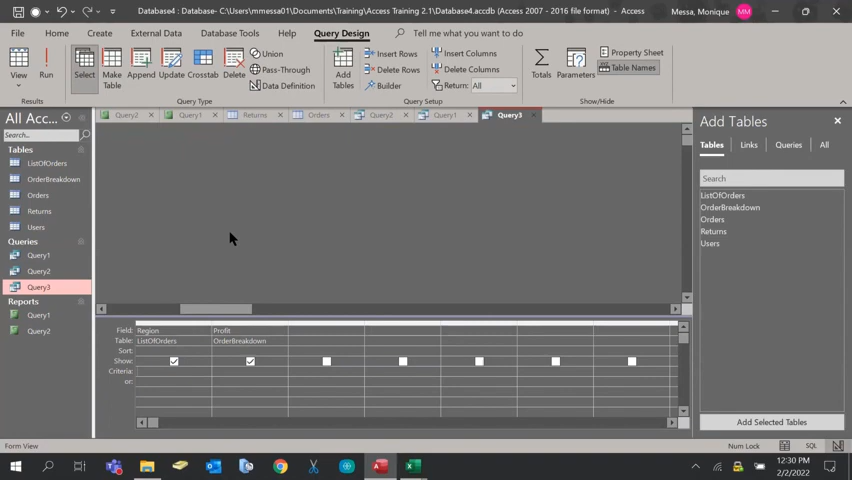 Database4 : Database- C:\Users\mmessa01\Documents\Training\Access Training 2.1\Database4.accdb (Access 2007 - 2016 file format) - Access
Messa, Monique
MM
File
Home
Create
External Data
Database Tools
Help
Query Design
Tell me what you want to do
View
Run
Select
Make Table
Append
Update
Crosstab
Delete
Union
Pass-Through
Data Definition
Add Tables
Insert Rows
Delete Rows
Builder
Insert Columns
Delete Columns
Return: All
Totals
Parameters
Property Sheet
Table Names
Results
Query Type
Query Setup
Show/Hide
All Acc...
Search...
Tables
ListOfOrders
OrderBreakdown
Orders
Returns
Users
Queries
Query1
Query2
Query3
Reports
Query1
Query2
Query2
Query1
Returns
Orders
Query2
Query1
Query3
Field: Region Profit
Table: ListOfOrders OrderBreakdown
Sort:
Show:
Criteria:
or:
Add Tables
Tables
Links
Queries
All
Search
ListOfOrders
OrderBreakdown
Orders
Returns
Users
Add Selected Tables
Form View
Num Lock
SQL
12:30 PM
2/2/2022